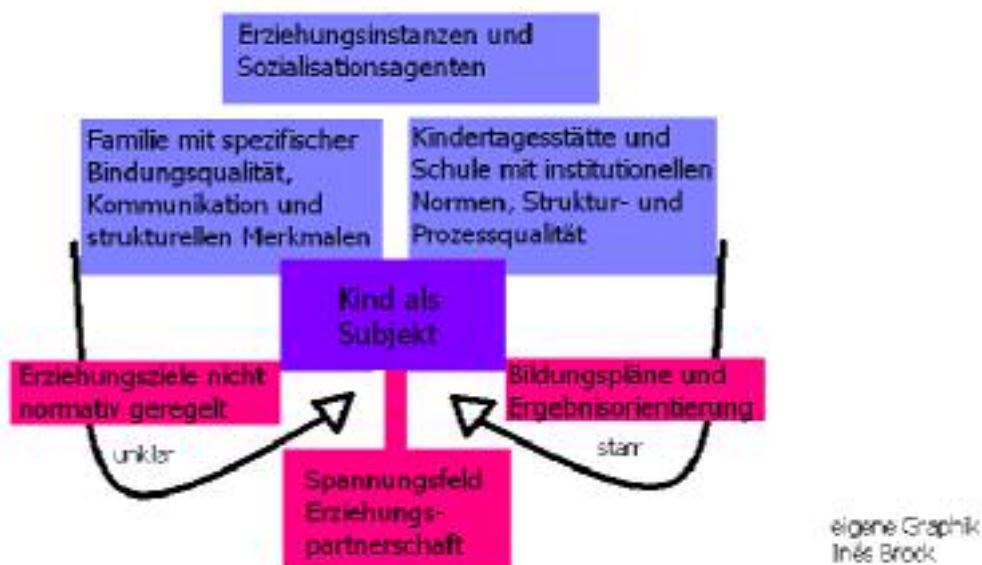 Erziehungsinstanzen und
Sozialisationsagenten
Familie mit spezifischer
Bindungsqualität,
Kommunikation und
strukturellen Merkmalen
Kindertagesstätte und
Schule mit institutionellen
Normen, Struktur- und
Prozessqualität
Kind als
Subjekt
Erziehungsziele nicht
normativ geregelt
Bildungspläne und
Ergebnisorientierung
unklar
starr
Spannungsfeld
Erziehungs-
partnerschaft
eigene Graphik
Inés Brock